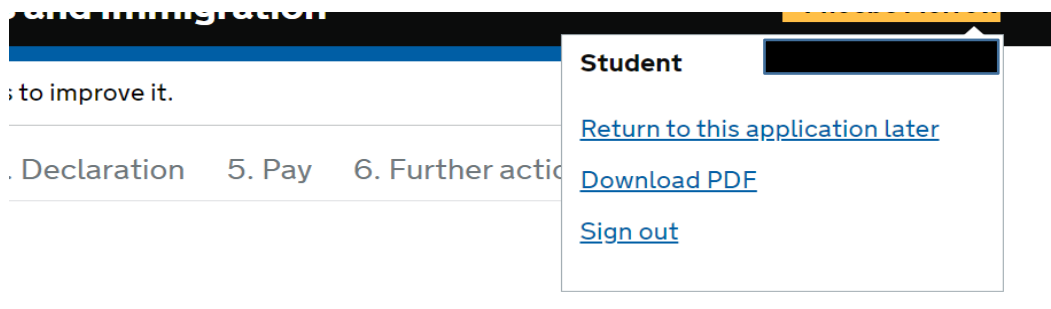 and immigration
Student
s to improve it.
Return to this application later
. Declaration 5. Pay 6. Further actio
Download PDF
Sign out